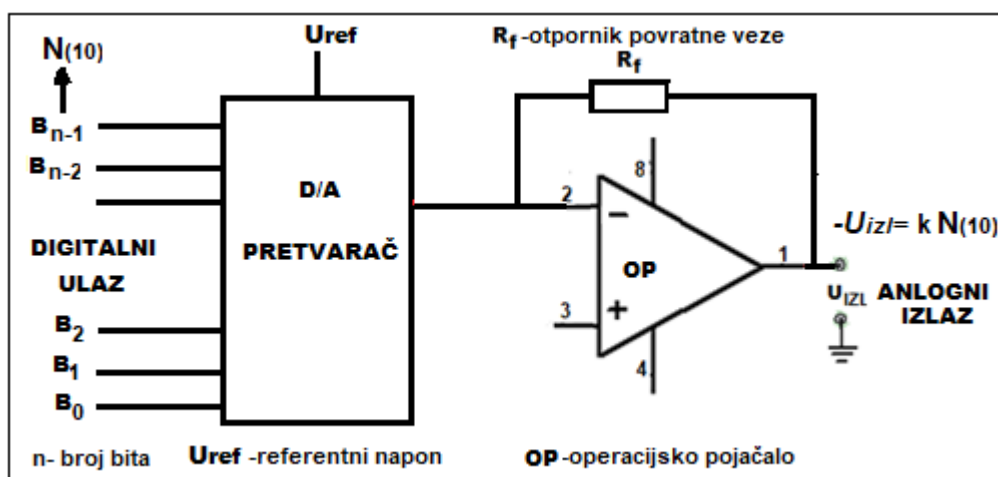 N(10)
Uref
Rf-otpornik povratne veze
Rf
Bn-1
Bn-2
D/A
PRETVARAČ
DIGITALNI
ULAZ
B2
B1
B0
2
8
-
OP
+
3
4
1
-Uizl= k N(10)
UIZL
ANLOGNI
IZLAZ
n- broj bita
Uref -referentni napon
OP-operacijsko pojačalo